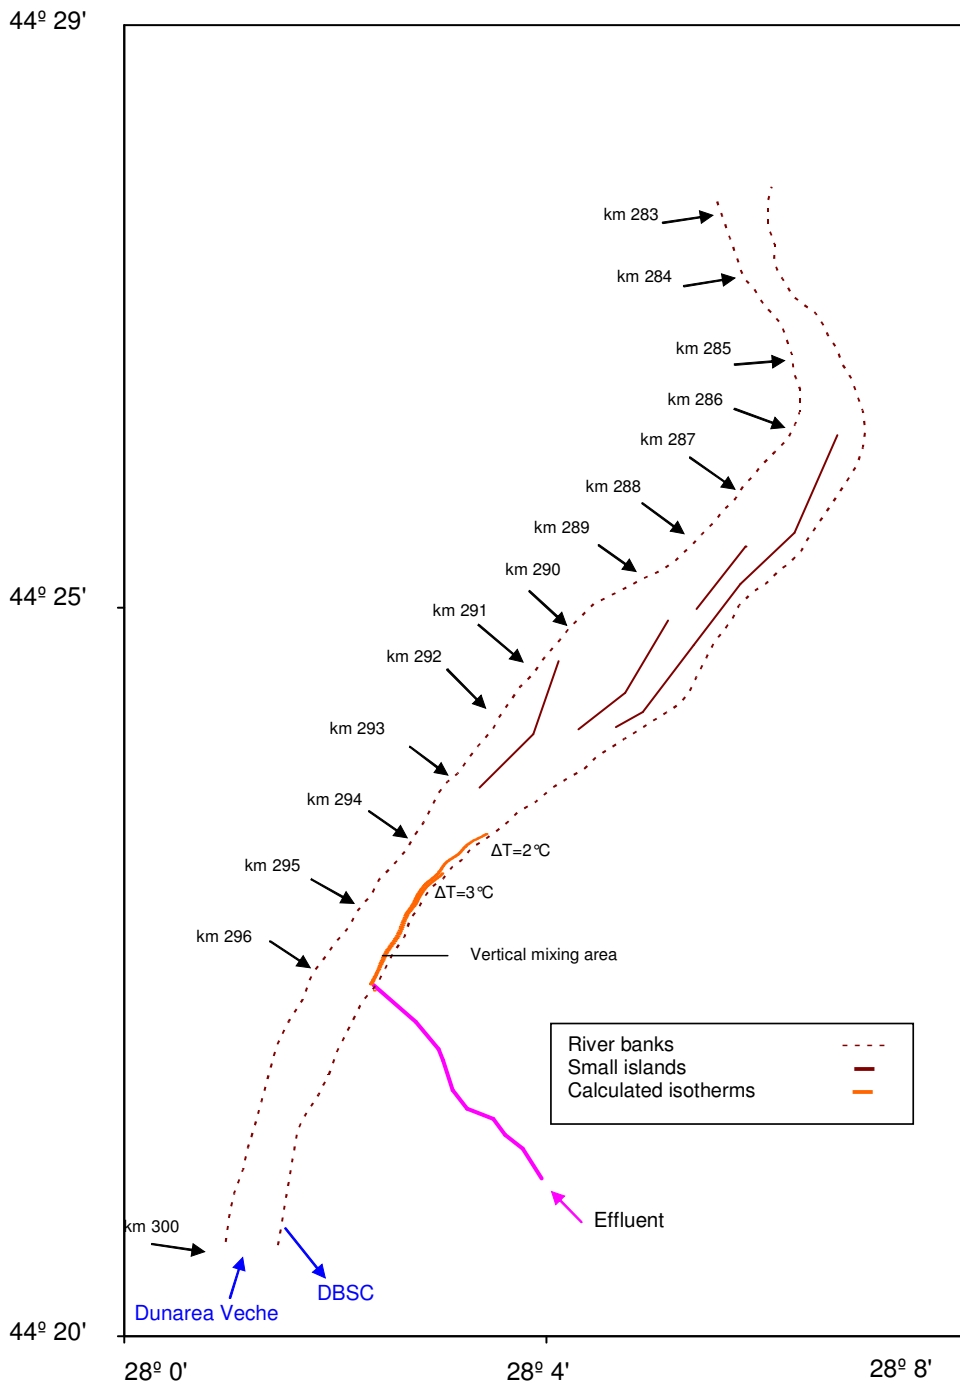 44º 29'
km 283
km 284
km 285
km 286
km 287
km 288
km 289
km 290
44º 25'
km 291
km 292
km 293
km 294
ΔT=2°C
km 295
ΔT=3°C
km 296
Vertical mixing area
River banks
Small islands
Calculated isotherms
Effluent
km 300
DBSC
Dunarea Veche
44º 20'
28º 0'
28º 4'
28º 8'